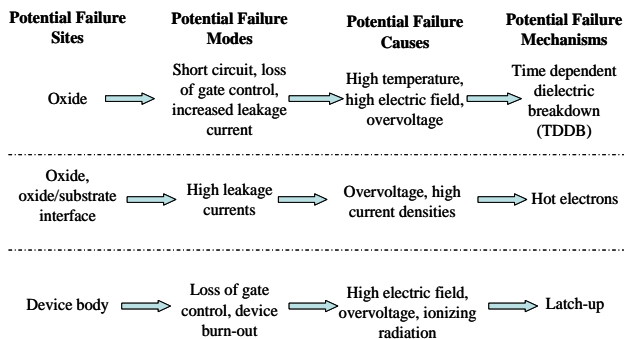 Potential Failure
Sites
Potential Failure
Modes
Potential Failure
Causes
Potential Failure
Mechanisms
Oxide
Short circuit, loss
of gate control,
increased leakage
current
High temperature,
high electric field,
overvoltage
Time dependent
dielectric
breakdown
(TDDB)
Oxide,
oxide/substrate
interface
High leakage
currents
Overvoltage, high
current densities
Hot electrons
Device body
Loss of gate
control, device
burn-out
High electric field,
overvoltage, ionizing
radiation
Latch-up